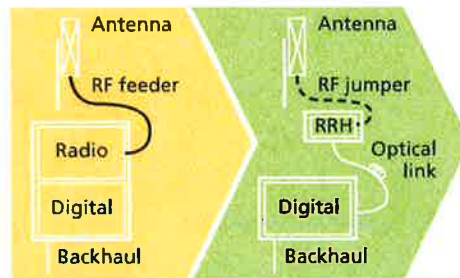 Antenna
RF feeder
Radio
Digital
Backhaul
Antenna
RF jumper
RRH
Optical
link
Digital
Backhaul